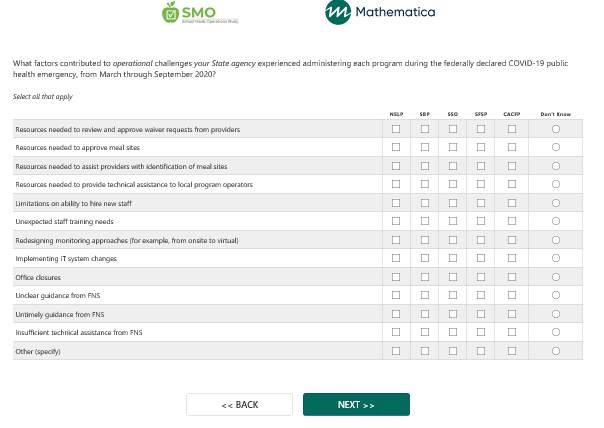 SMO
School Meals Operations Study
Mathematica
What factors contributed to operational challenges your State agency experienced administering each program during the federally declared COVID-19 public
health emergency, from March through September 2020?
Select all that apply
NSLP SBP SSO SFSP CACFP Don't Know
Resources needed to review and approve waiver requests from providers
Resources needed to approve meal sites
Resources needed to assist providers with identification of meal sites
Resources needed to provide technical assistance to local program operators
Limitations on ability to hire new staff
Unexpected staff training needs
Redesigning monitoring approaches (for example, from onsite to virtual)
Implementing IT system changes
Office closures
Unclear guidance from FNS
Untimely guidance from FNS
Insufficient technical assistance from FNS
Other (specify)
<< BACK NEXT >>